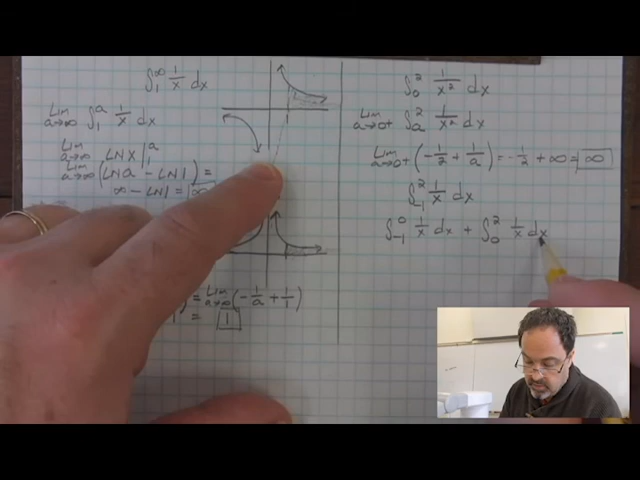 ∫₁^∞ 1/x dx
Lim a→∞ ∫₁^a 1/x dx
Lim a→∞ LNX |₁^a
Lim a→∞ (LNa - LN1) =
∞ - LN1 = ∞
= Lim a→∞ (-1/a + 1/1)
= 1
∫₀² 1/x² dx
Lim a→0+ ∫ₐ² 1/x² dx
Lim a→0+ (-1/2 + 1/a) = -1/2 + ∞ = ∞
∫₋₁² 1/x dx
∫₋₁⁰ 1/x dx + ∫₀² 1/x dx